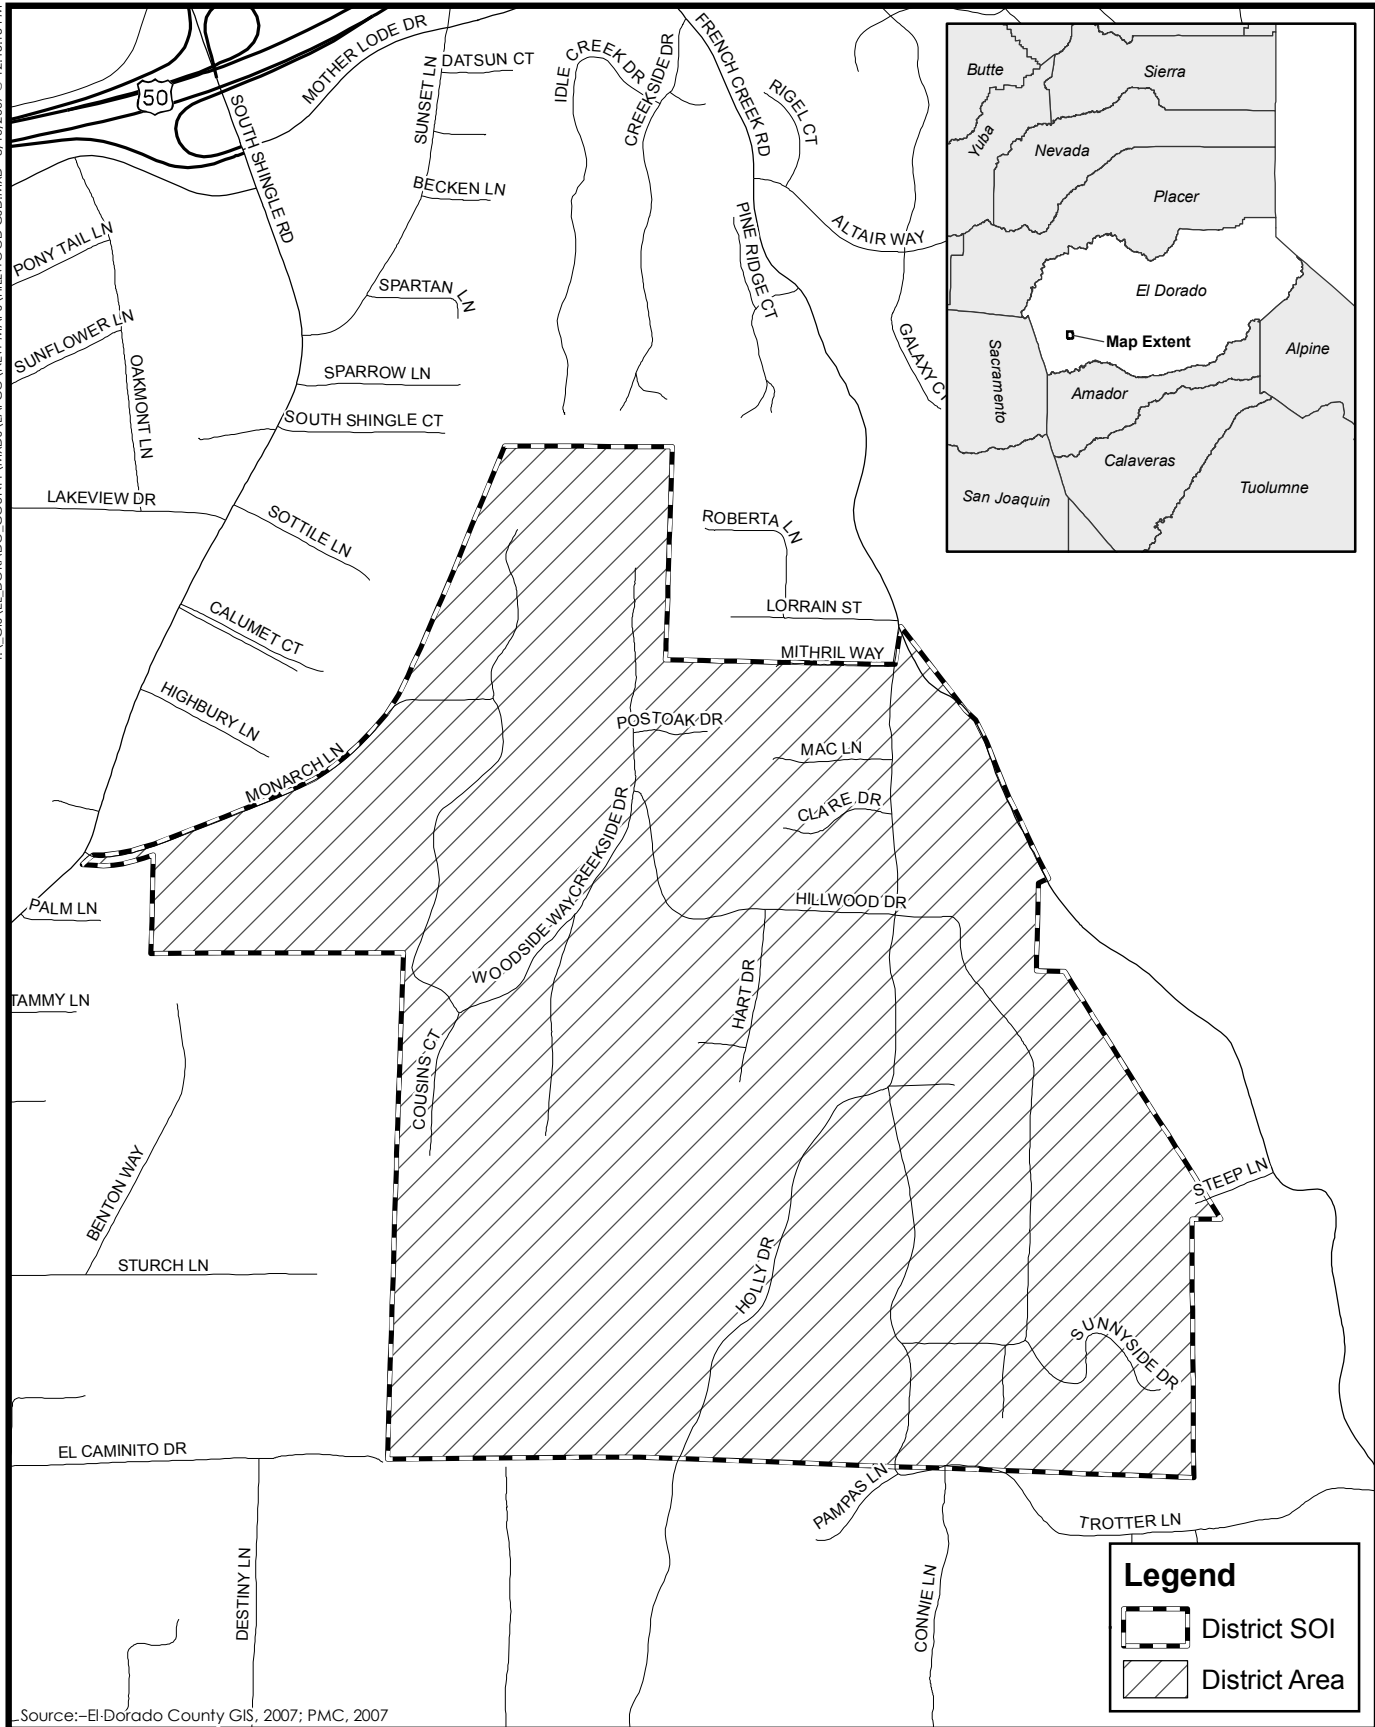 50
MOTHER LODE DR
SOUTH SHINGLE RD
SUNSET LN
DATSUN CT
BECKEN LN
SPARTAN LN
SPARROW LN
SOUTH SHINGLE CT
IDLE CREEK DR
CREEKSIDE DR
FRENCH CREEK RD
RIGEL CT
ALTAIR WAY
PINE RIDGE CT
GALAXY CT
PONY TAIL LN
SUNFLOWER LN
OAKMONT LN
LAKEVIEW DR
SOTTILE LN
CALUMET CT
HIGHBURY LN
MONARCH LN
ROBERTA LN
LORRAIN ST
MITHRIL WAY
POSTOAK DR
MAC LN
CLARE DR
HILLWOOD DR
WOODSIDE WAY
CREEKSIDE DR
HART DR
COUSINS CT
PALM LN
TAMMY LN
BENTON WAY
STURCH LN
HOLLY DR
STEEP LN
SUNNYSIDE DR
EL CAMINITO DR
PAMPAS LN
TROTTER LN
DESTINY LN
CONNIE LN
Butte
Sierra
Yuba
Nevada
Placer
El Dorado
Map Extent
Alpine
Sacramento
Amador
Calaveras
San Joaquin
Tuolumne
Legend
District SOI
District Area
Source: El Dorado County GIS, 2007; PMC, 2007